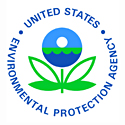 UNITED STATES
• ENVIRONMENTAL PROTECTION AGENCY •